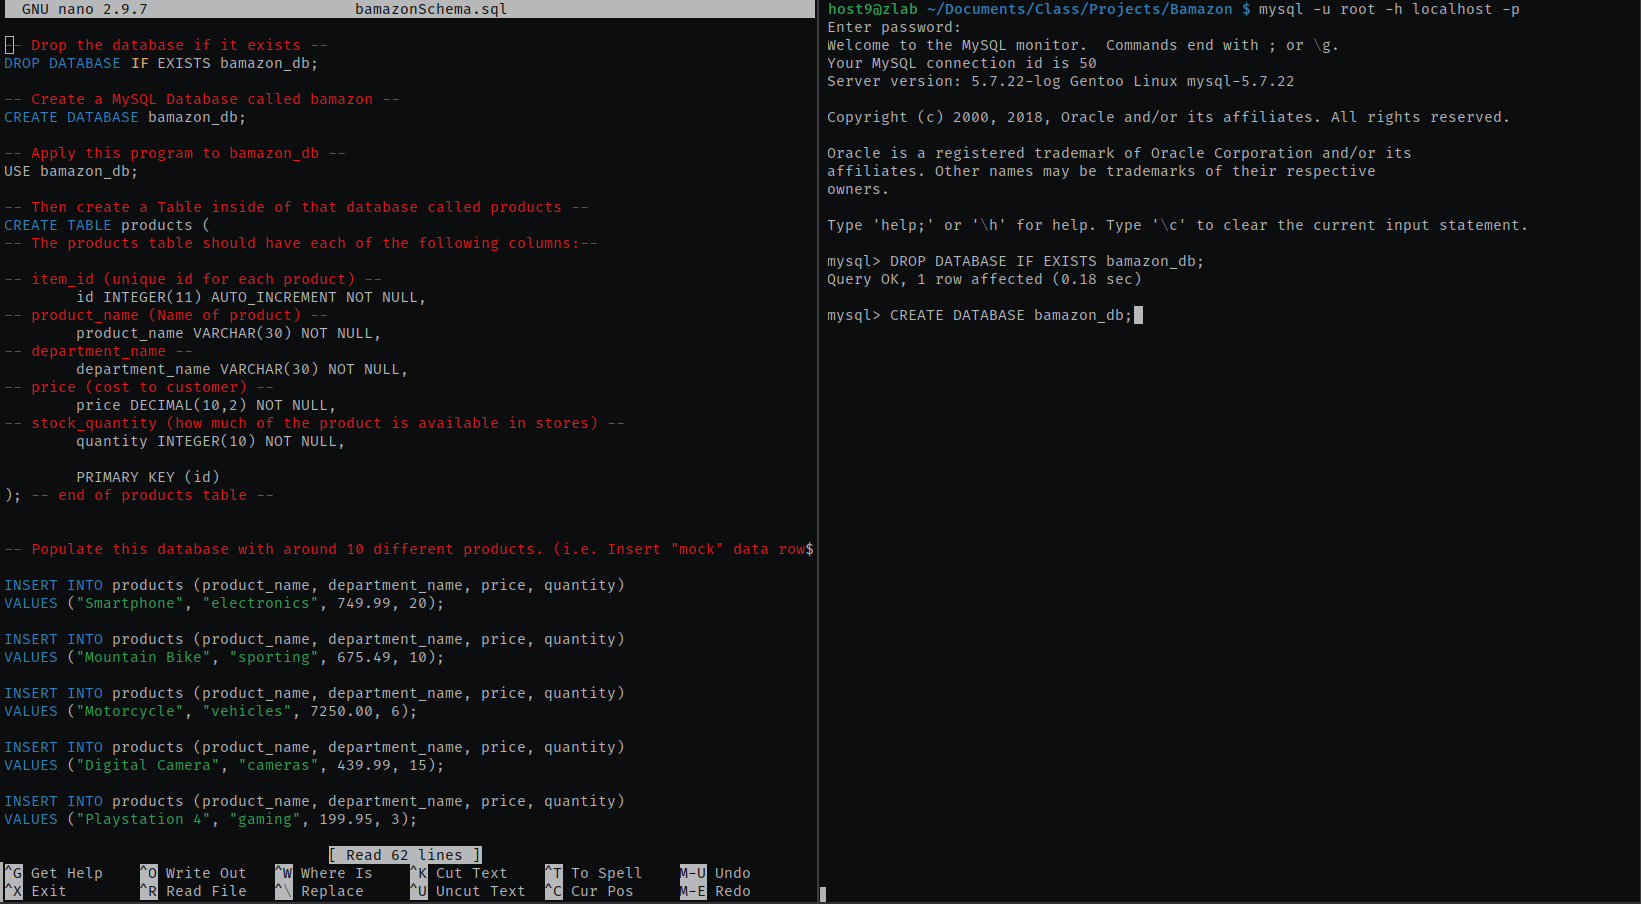 GNU nano 2.9.7 bamazonSchema.sql
-- Drop the database if it exists --
DROP DATABASE IF EXISTS bamazon_db;
-- Create a MySQL Database called bamazon --
CREATE DATABASE bamazon_db;
-- Apply this program to bamazon_db --
USE bamazon_db;
-- Then create a Table inside of that database called products --
CREATE TABLE products (
-- The products table should have each of the following columns:--
-- item_id (unique id for each product) --
id INTEGER(11) AUTO_INCREMENT NOT NULL,
-- product_name (Name of product) --
product_name VARCHAR(30) NOT NULL,
-- department_name --
department_name VARCHAR(30) NOT NULL,
-- price (cost to customer) --
price DECIMAL(10,2) NOT NULL,
-- stock_quantity (how much of the product is available in stores) --
quantity INTEGER(10) NOT NULL,
PRIMARY KEY (id)
); -- end of products table --
-- Populate this database with around 10 different products. (i.e. Insert "mock" data row$
INSERT INTO products (product_name, department_name, price, quantity)
VALUES ("Smartphone", "electronics", 749.99, 20);
INSERT INTO products (product_name, department_name, price, quantity)
VALUES ("Mountain Bike", "sporting", 675.49, 10);
INSERT INTO products (product_name, department_name, price, quantity)
VALUES ("Motorcycle", "vehicles", 7250.00, 6);
INSERT INTO products (product_name, department_name, price, quantity)
VALUES ("Digital Camera", "cameras", 439.99, 15);
INSERT INTO products (product_name, department_name, price, quantity)
VALUES ("Playstation 4", "gaming", 199.95, 3);
[ Read 62 lines ]
^G Get Help ^O Write Out ^W Where Is ^K Cut Text ^T To Spell M-U Undo
^X Exit ^R Read File ^\ Replace ^U Uncut Text ^C Cur Pos M-E Redo
host9@zlab ~/Documents/Class/Projects/Bamazon $ mysql -u root -h localhost -p
Enter password:
Welcome to the MySQL monitor.  Commands end with ; or \g.
Your MySQL connection id is 50
Server version: 5.7.22-log Gentoo Linux mysql-5.7.22
Copyright (c) 2000, 2018, Oracle and/or its affiliates. All rights reserved.
Oracle is a registered trademark of Oracle Corporation and/or its
affiliates. Other names may be trademarks of their respective
owners.
Type 'help;' or '\h' for help. Type '\c' to clear the current input statement.
mysql> DROP DATABASE IF EXISTS bamazon_db;
Query OK, 1 row affected (0.18 sec)
mysql> CREATE DATABASE bamazon_db;